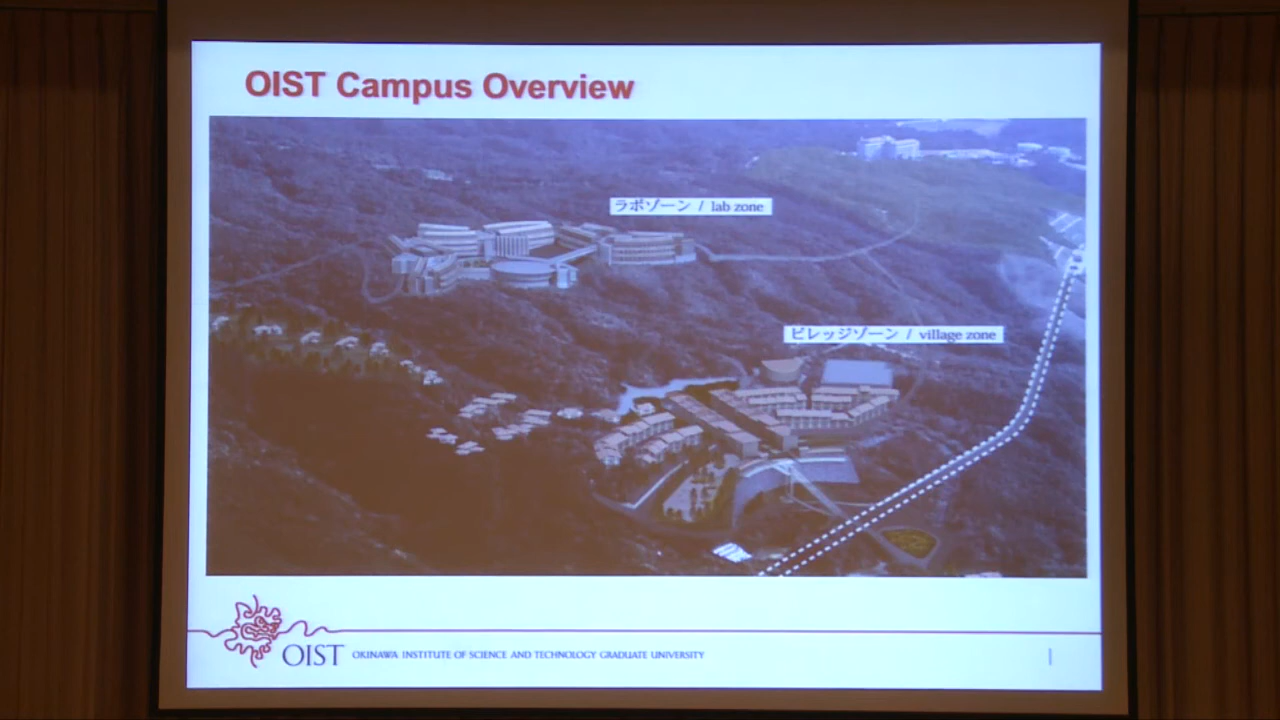 OIST Campus Overview
ラボゾーン / lab zone
ビレッジゾーン / village zone
OIST OKINAWA INSTITUTE OF SCIENCE AND TECHNOLOGY GRADUATE UNIVERSITY